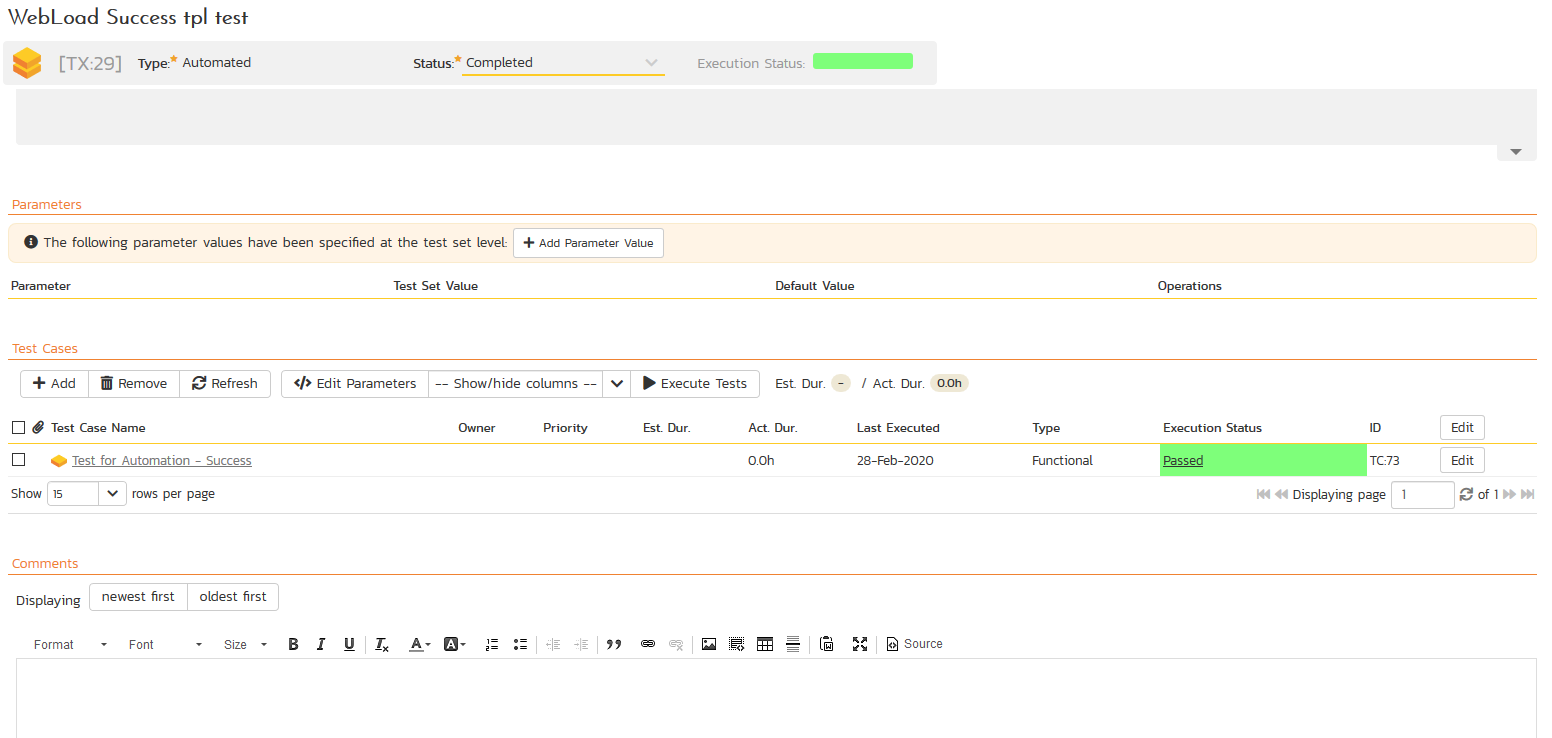 WebLoad Success tpl test
[TX:29] Type:* Automated Status:* Completed Execution Status:
Parameters
The following parameter values have been specified at the test set level: Add Parameter Value
Parameter Test Set Value Default Value Operations
Test Cases
Add Remove Refresh Edit Parameters -- Show/hide columns -- Execute Tests Est. Dur. - / Act. Dur. 0.0h
Test Case Name Owner Priority Est. Dur. Act. Dur. Last Executed Type Execution Status ID Edit
Test for Automation - Success 0.0h 28-Feb-2020 Functional Passed TC:73 Edit
Show 15 rows per page Displaying page 1 of 1
Comments
Displaying newest first oldest first
Format Font Size B I U Tx A A Source